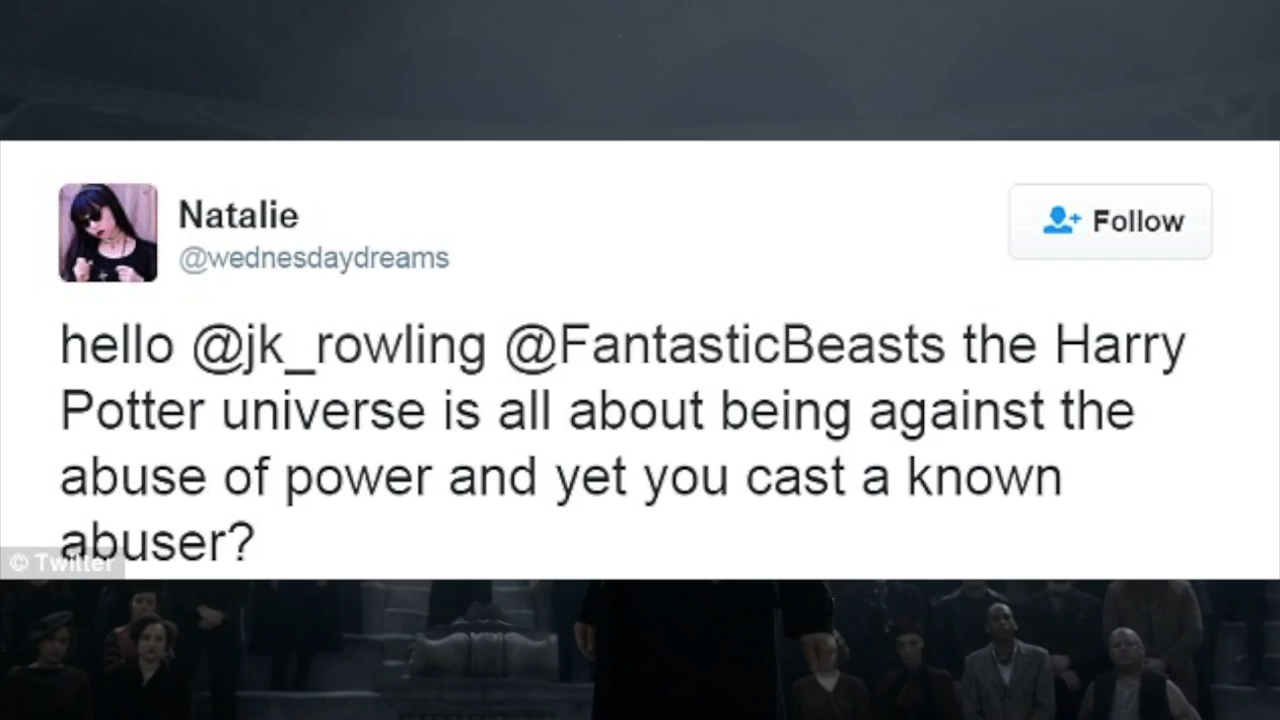 Natalie
@wednesdaydreams
Follow
hello @jk_rowling @FantasticBeasts the Harry
Potter universe is all about being against the
abuse of power and yet you cast a known
abuser?
© Twitter